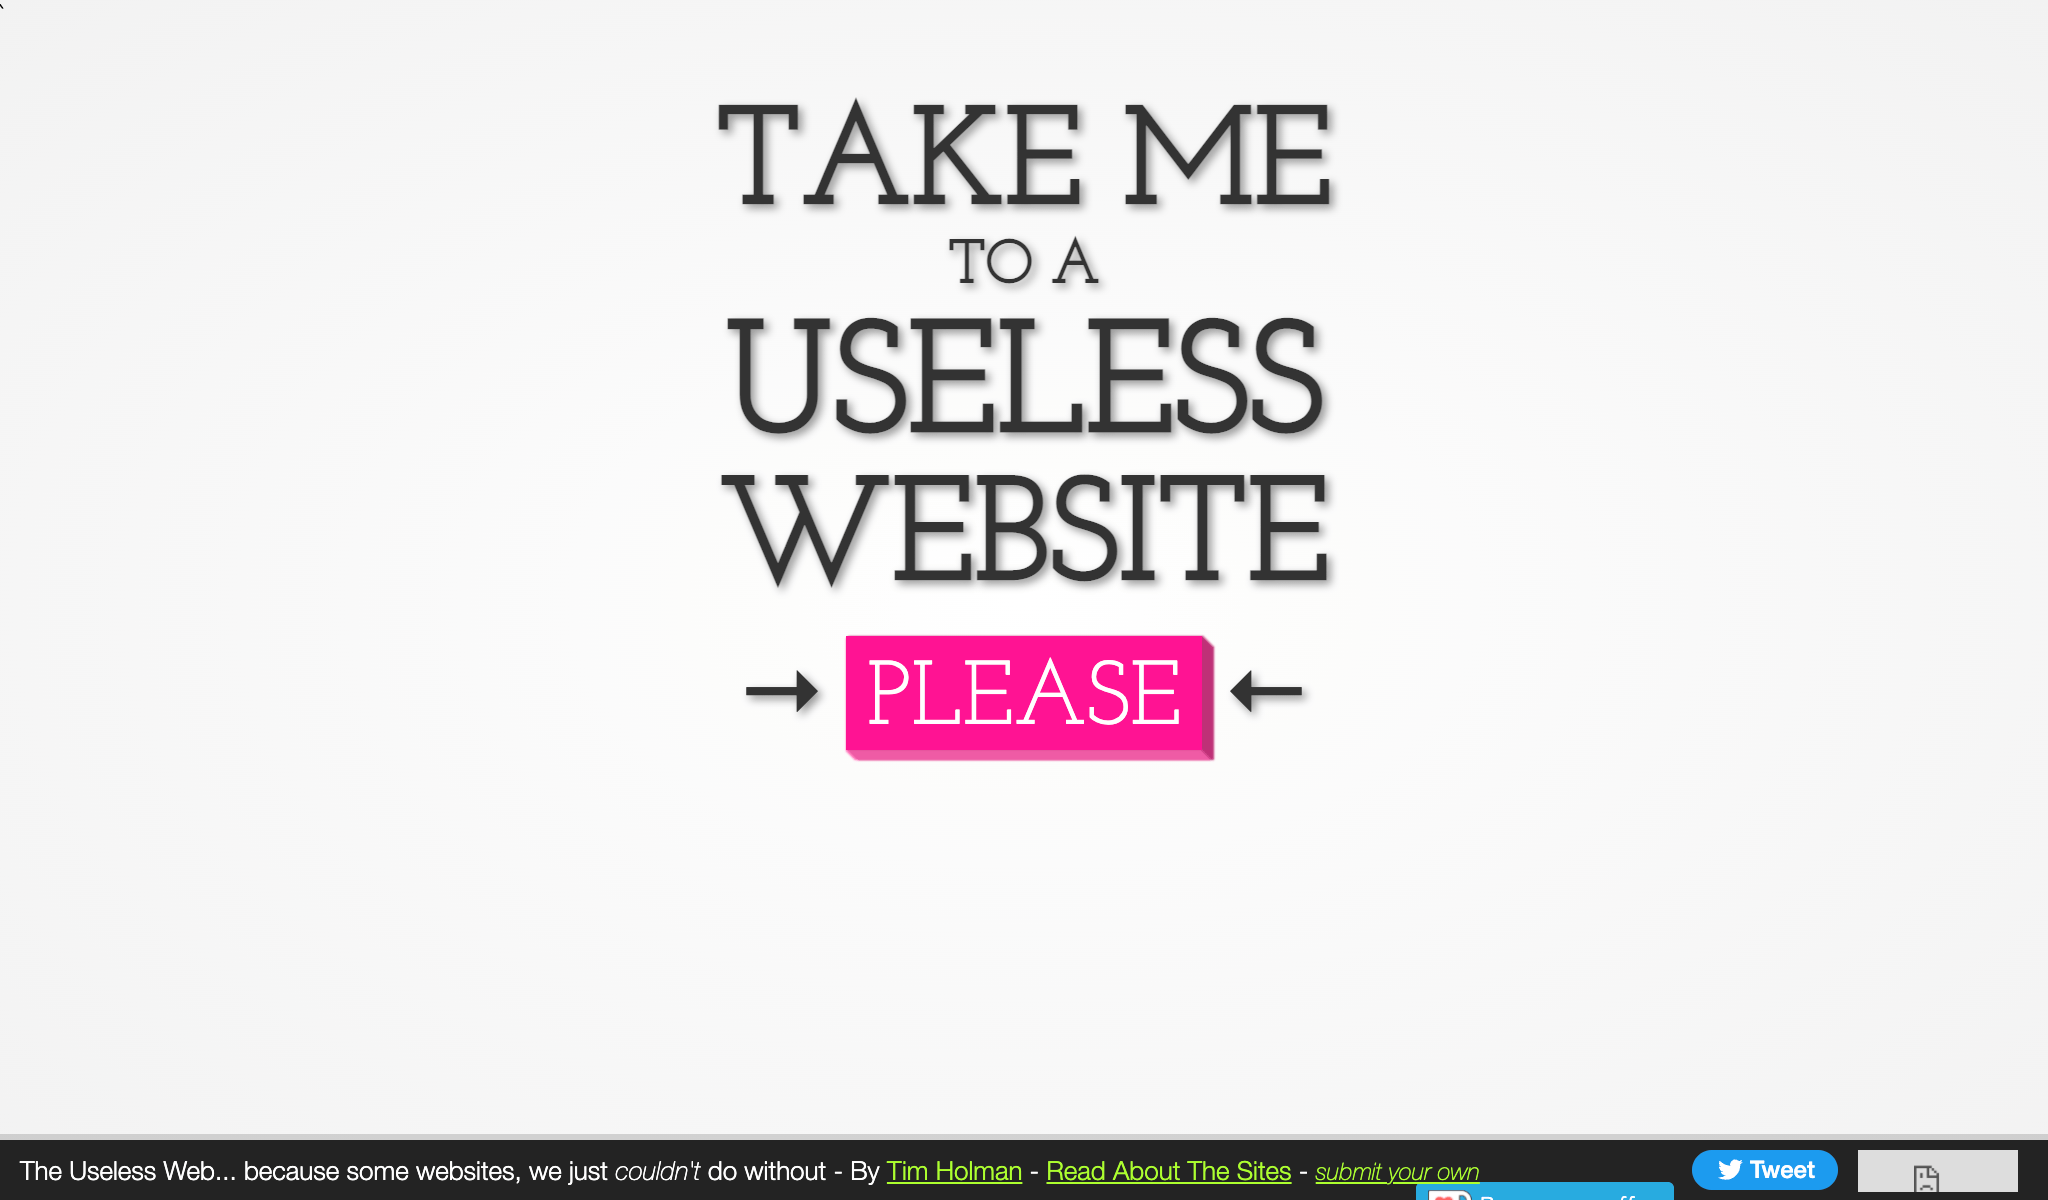 TAKE ME
TO A
USELESS
WEBSITE
PLEASE
The Useless Web... because some websites, we just couldn't do without - By Tim Holman - Read About The Sites - submit your own
Tweet